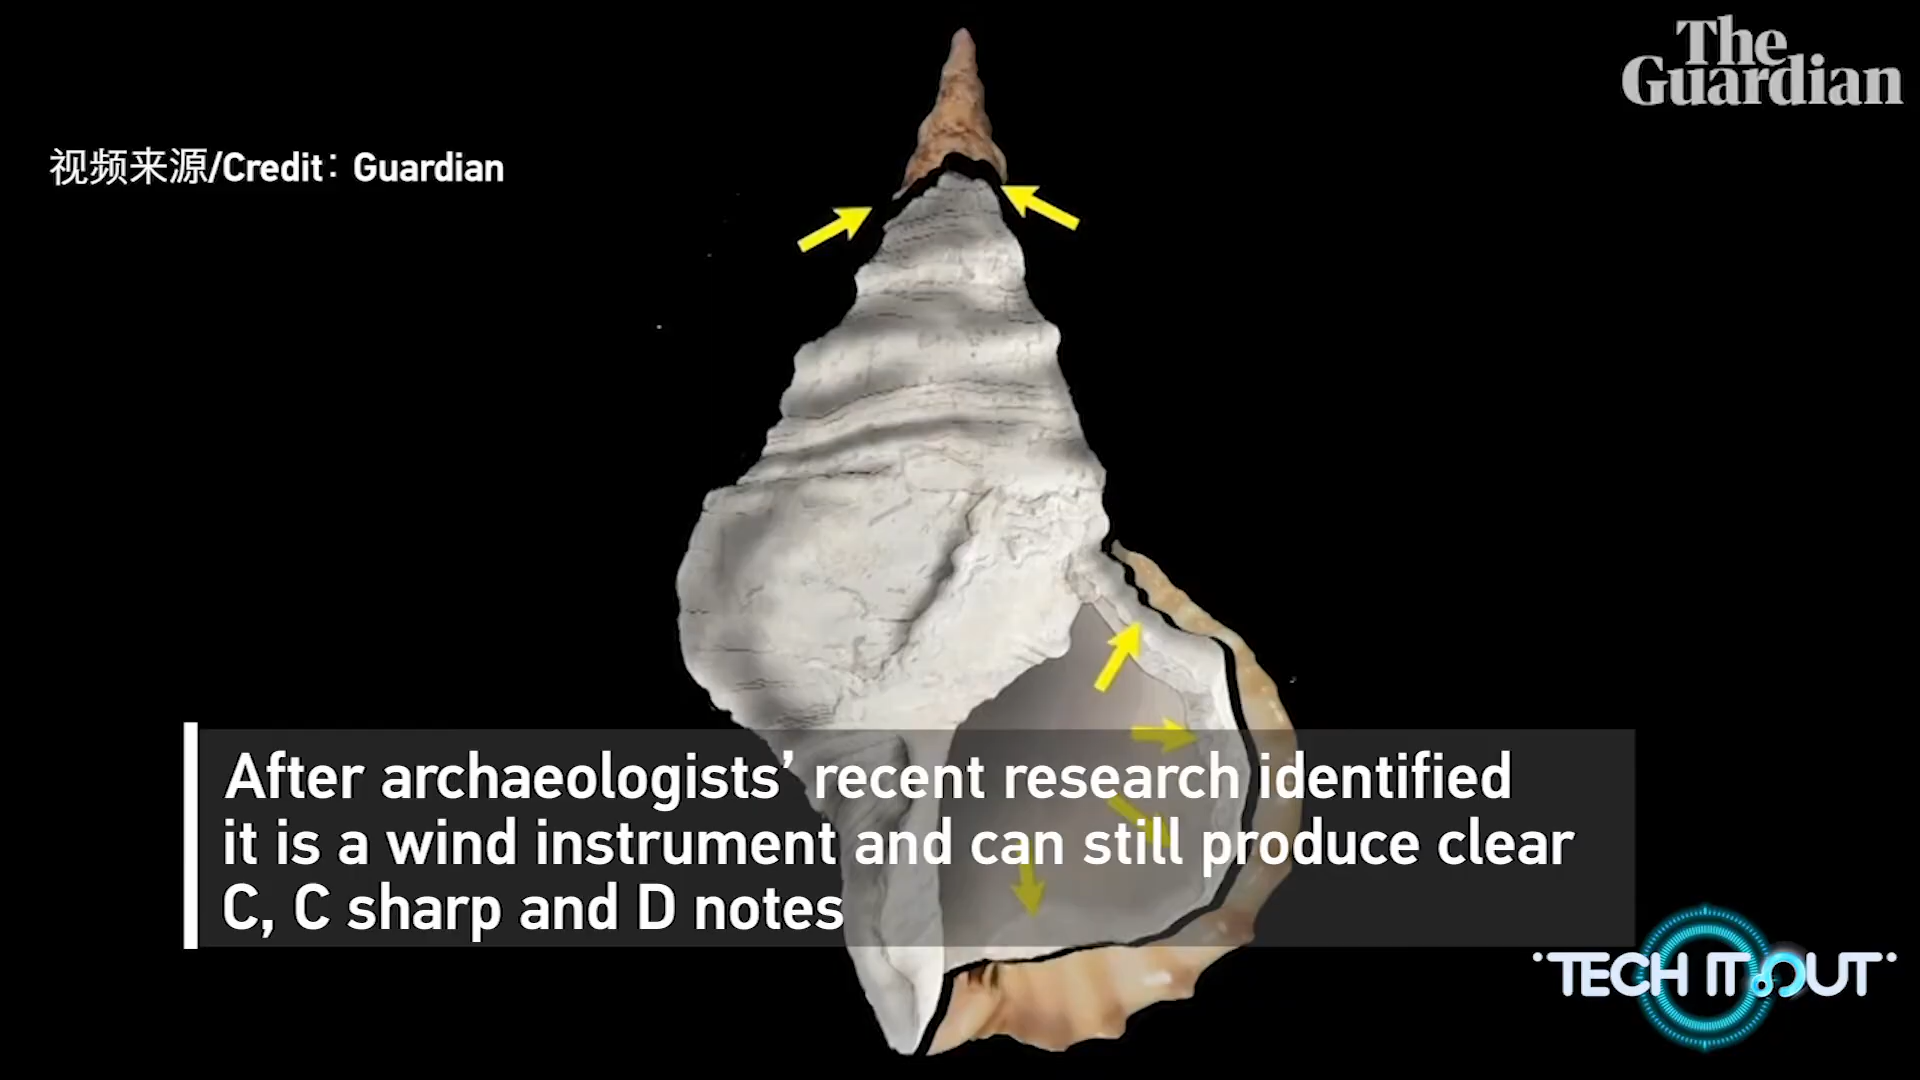 The
Guardian
视频来源/Credit: Guardian
After archaeologists’ recent research identified
it is a wind instrument and can still produce clear
C, C sharp and D notes
TECH IT OUT